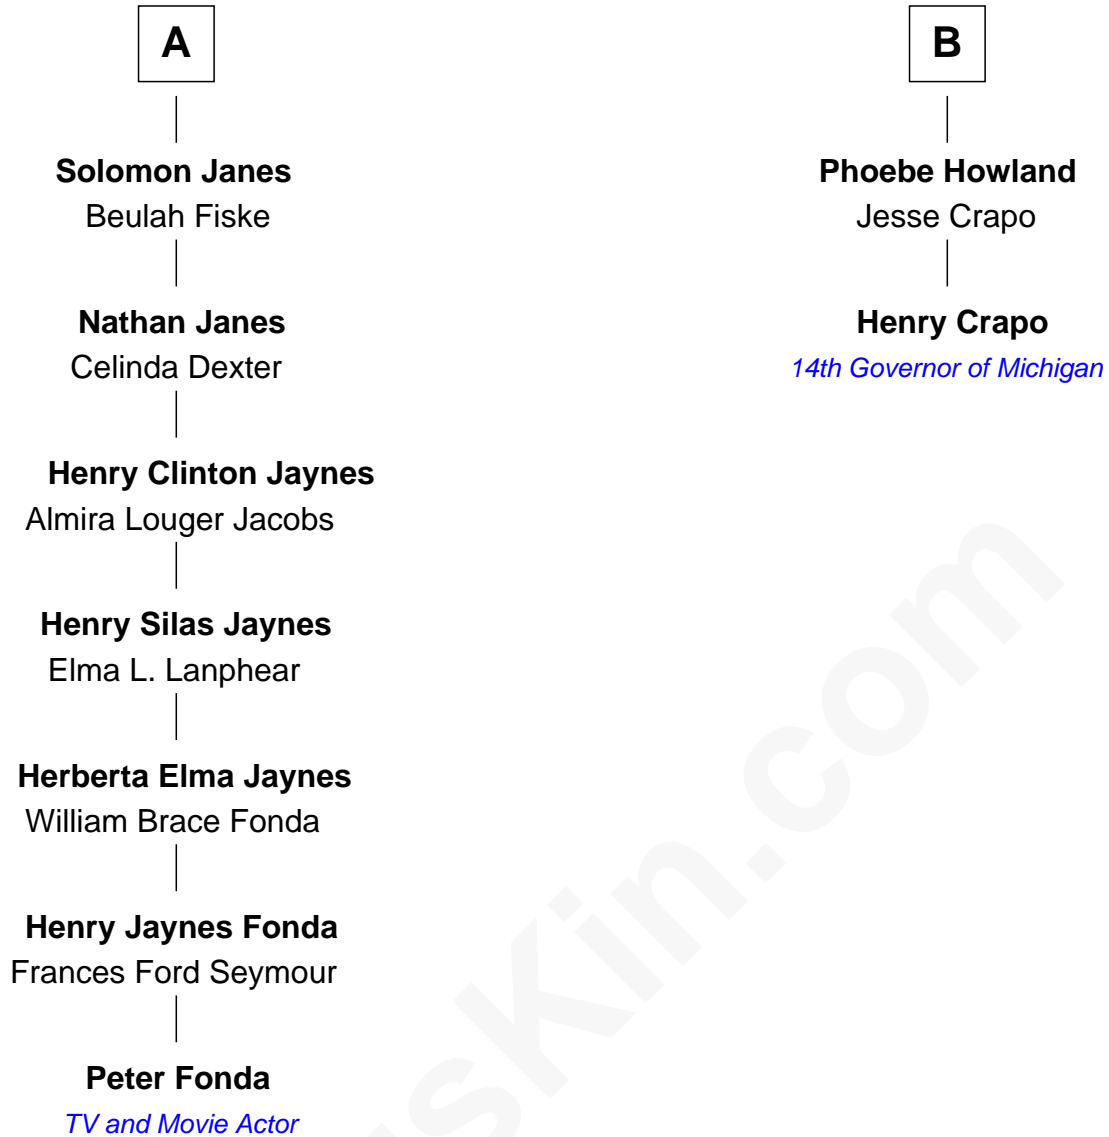 A
Solomon Janes
Beulah Fiske
Nathan Janes
Celinda Dexter
Henry Clinton Jaynes
Almira Louger Jacobs
Henry Silas Jaynes
Elma L. Lanphear
Herberta Elma Jaynes
William Brace Fonda
Henry Jaynes Fonda
Frances Ford Seymour
Peter Fonda
TV and Movie Actor
B
Phoebe Howland
Jesse Crapo
Henry Crapo
14th Governor of Michigan
sKin.com